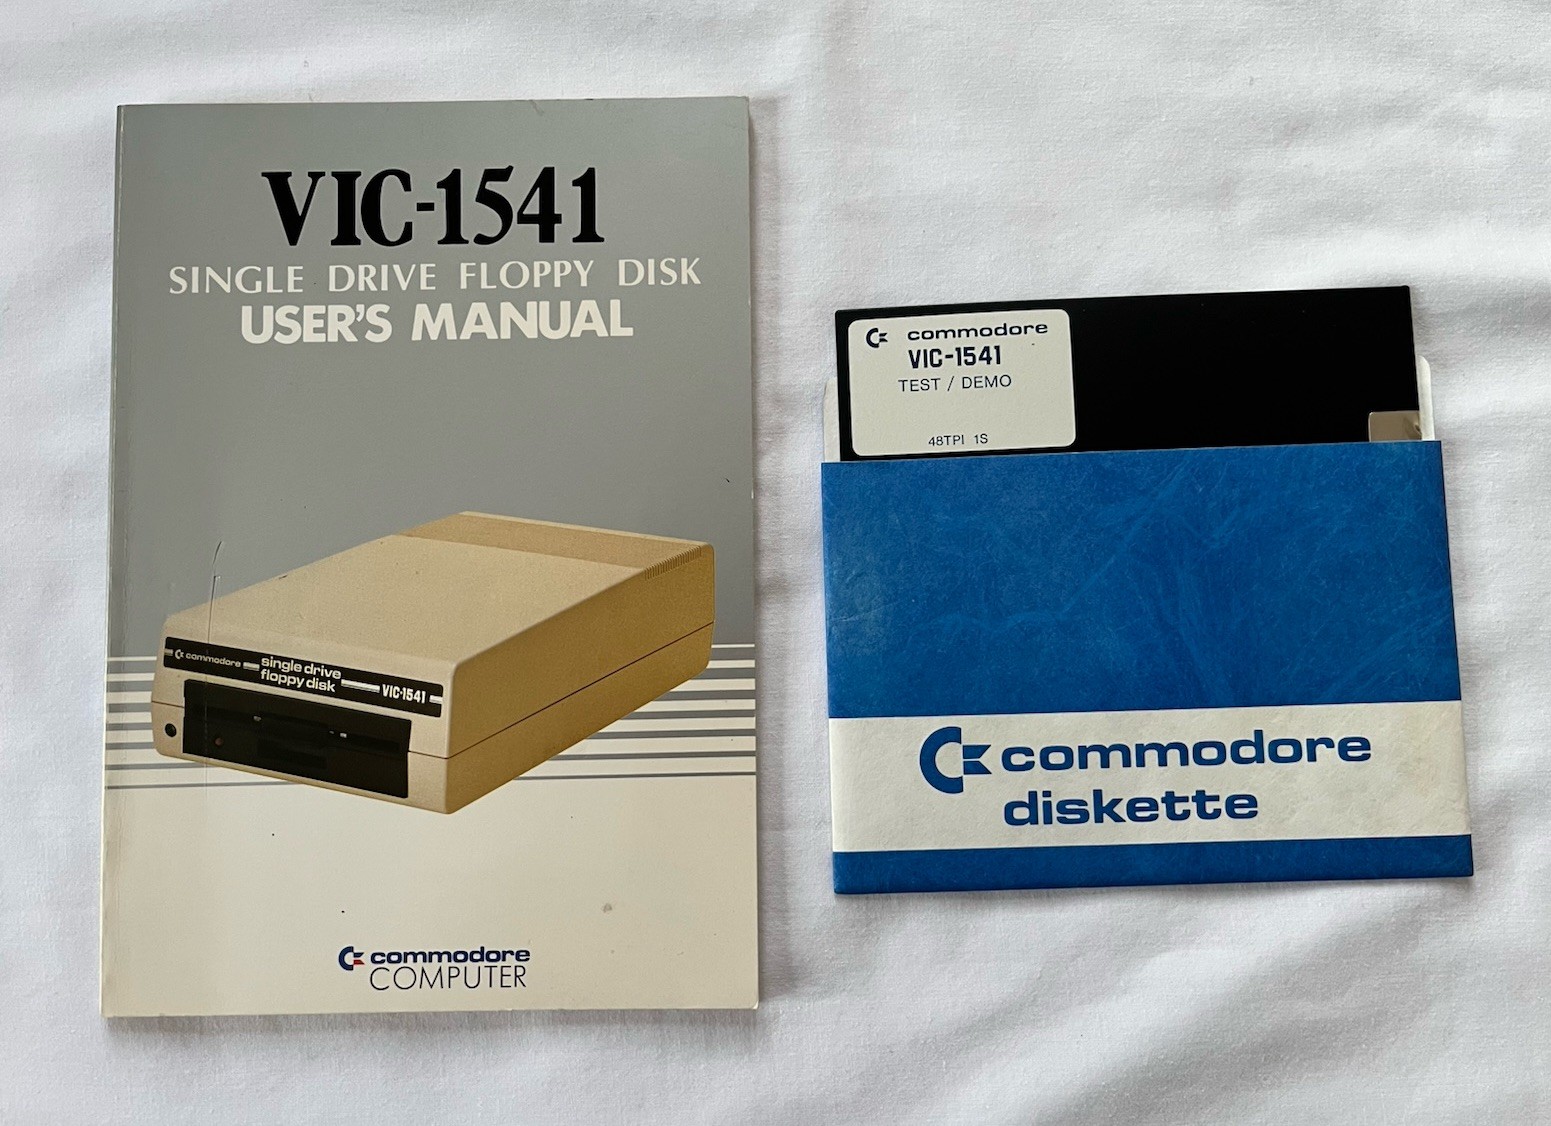 VIC-1541
SINGLE DRIVE FLOPPY DISK
USER'S MANUAL
commodore
single drive
floppy disk
VIC-1541
commodore
COMPUTER
commodore
VIC-1541
TEST / DEMO
48TPI 1S
commodore
diskette